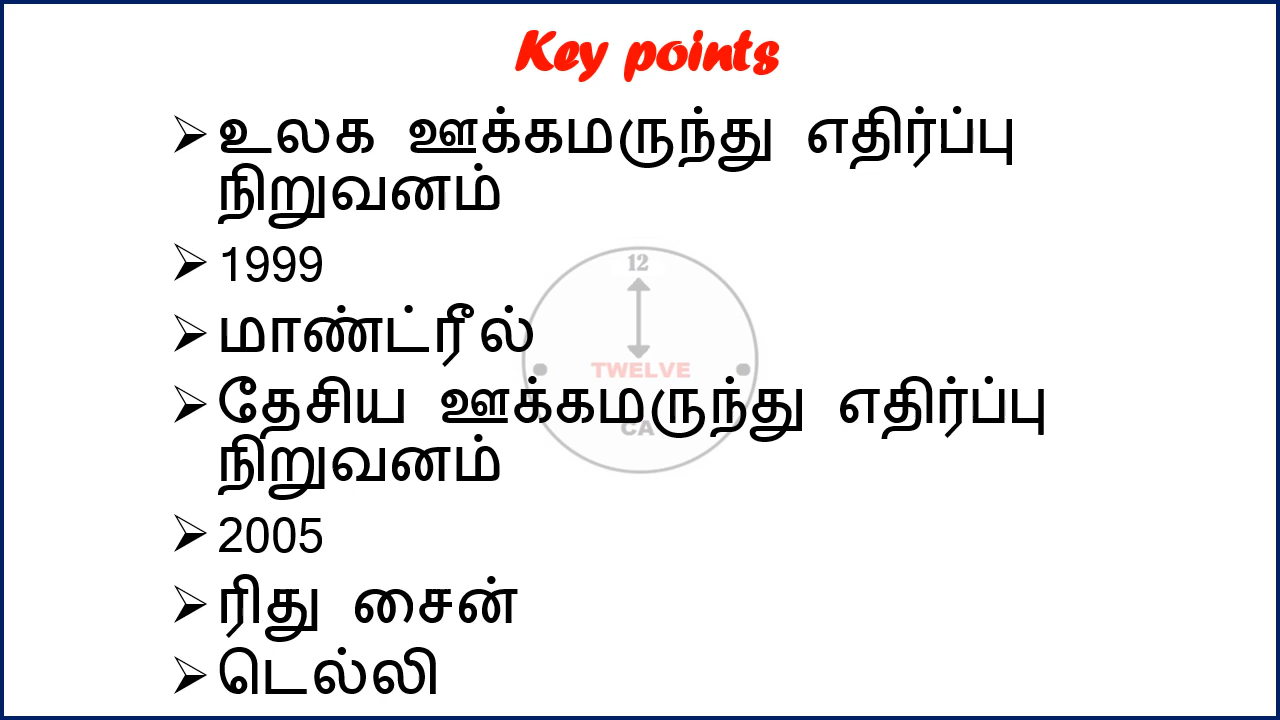 Key points
உலக ஊக்கமருந்து எதிர்ப்பு
நிறுவனம்
1999
12
மாண்ட்ரீல்
TWELVE
தேசிய ஊக்கமருந்து எதிர்ப்பு
CA
நிறுவனம்
2005
ரிது சைன்
டெல்லி